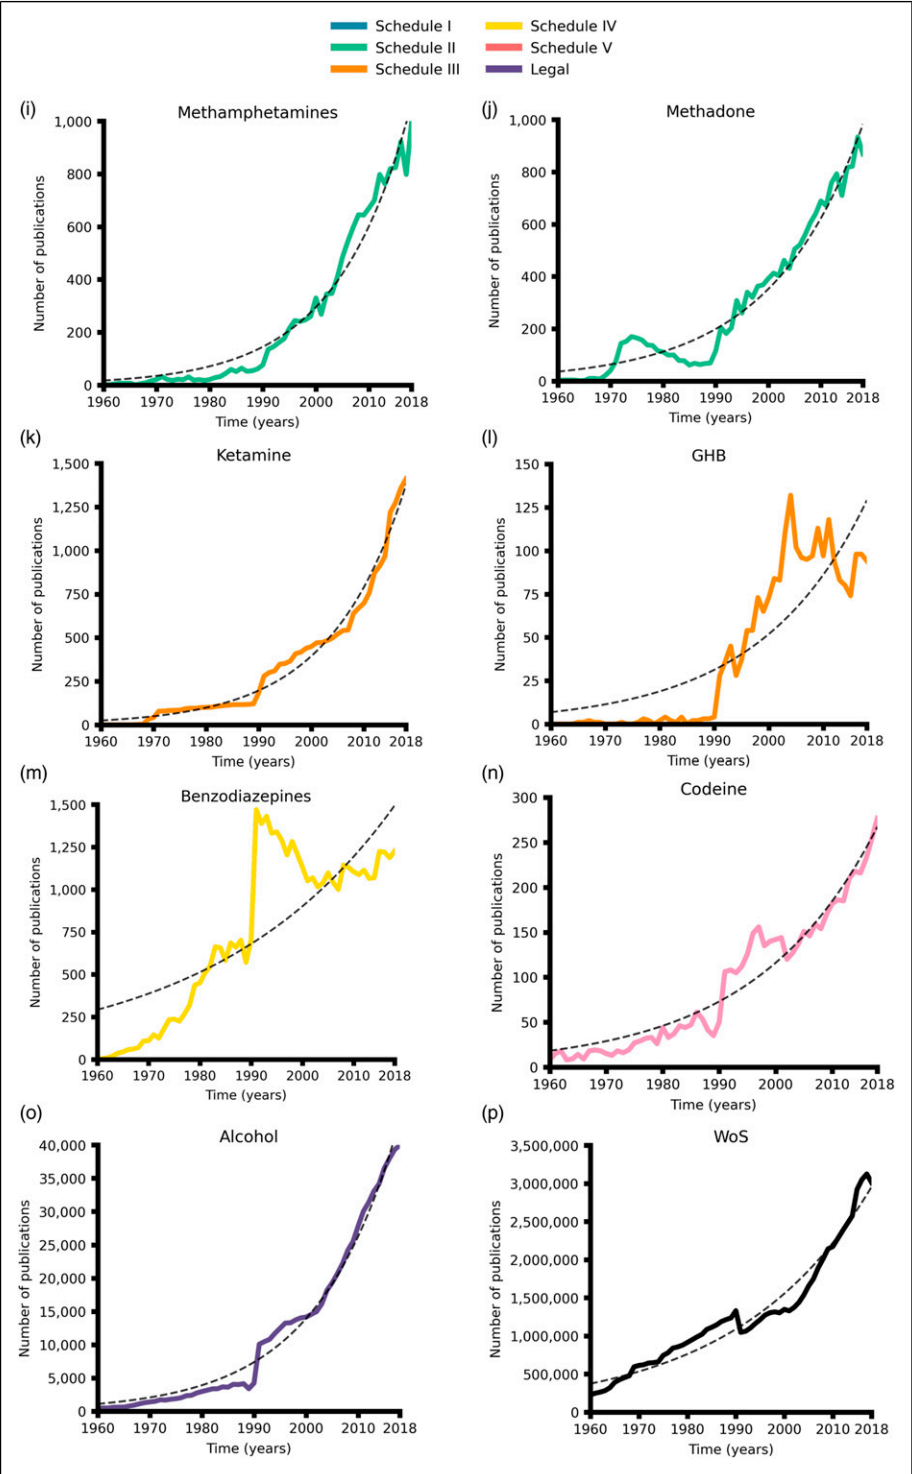 Schedule I
Schedule II
Schedule III
Schedule IV
Schedule V
Legal
(i)
Methamphetamines
1,000
800
600
400
200
0
Number of publications
1960 1970 1980 1990 2000 2010 2018
Time (years)
(j)
Methadone
1,000
800
600
400
200
0
Number of publications
1960 1970 1980 1990 2000 2010 2018
Time (years)
(k)
Ketamine
1,500
1,250
1,000
750
500
250
0
Number of publications
1960 1970 1980 1990 2000 2010 2018
Time (years)
(l)
GHB
150
125
100
75
50
25
0
Number of publications
1960 1970 1980 1990 2000 2010 2018
Time (years)
(m)
Benzodiazepines
1,500
1,250
1,000
750
500
250
0
Number of publications
1960 1970 1980 1990 2000 2010 2018
Time (years)
(n)
Codeine
300
250
200
150
100
50
0
Number of publications
1960 1970 1980 1990 2000 2010 2018
Time (years)
(o)
Alcohol
40,000
35,000
30,000
25,000
20,000
15,000
10,000
5,000
0
Number of publications
1960 1970 1980 1990 2000 2010 2018
Time (years)
(p)
WoS
3,500,000
3,000,000
2,500,000
2,000,000
1,500,000
1,000,000
500,000
0
Number of publications
1960 1970 1980 1990 2000 2010 2018
Time (years)